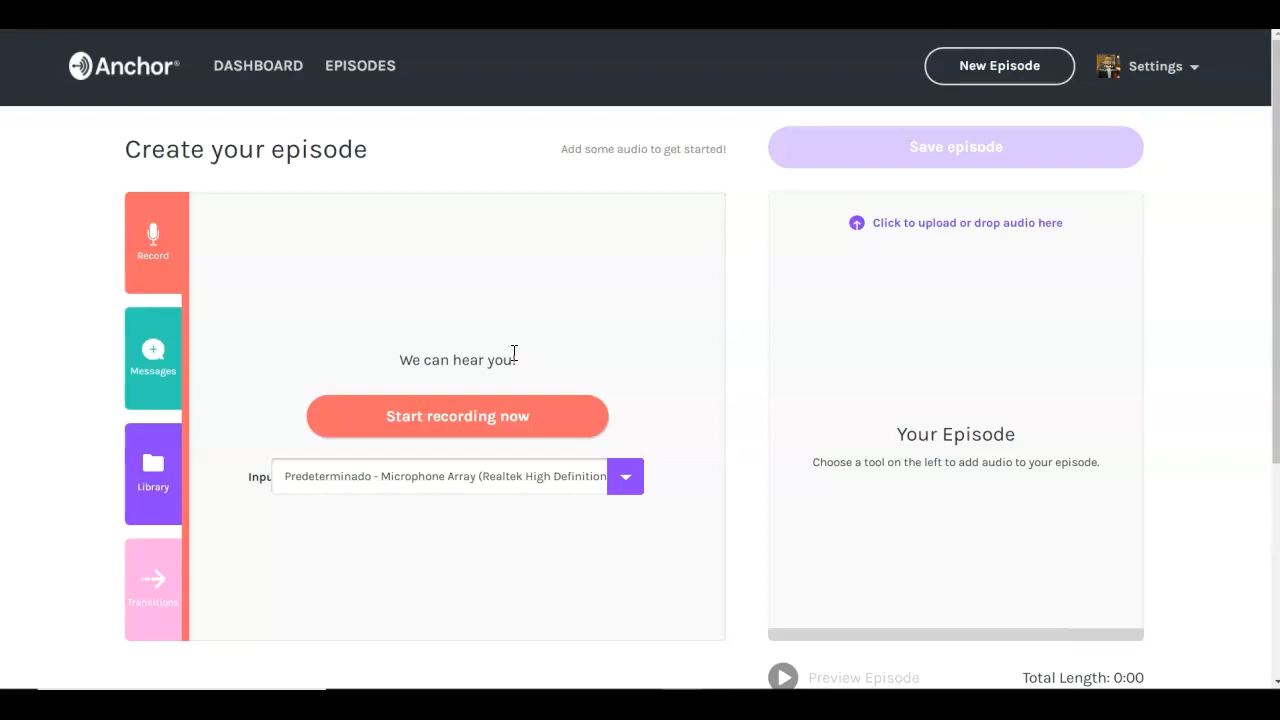 Anchor®
DASHBOARD
EPISODES
New Episode
Settings
Create your episode
Add some audio to get started!
Save episode
Record
Messages
Library
Transitions
We can hear you!
Start recording now
Inpu
Predeterminado - Microphone Array (Realtek High Definition
Click to upload or drop audio here
Your Episode
Choose a tool on the left to add audio to your episode.
Preview Episode
Total Length: 0:00